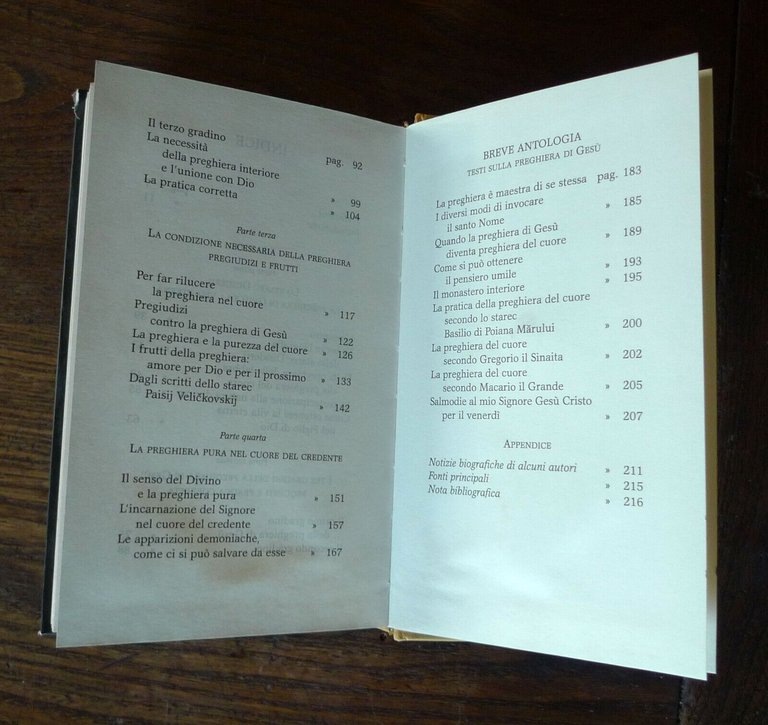 Il terzo gradino pag. 92
La necessità
della preghiera interiore
e l'unione con Dio » 99
La pratica corretta » 104
Parte terza
LA CONDIZIONE NECESSARIA DELLA PREGHIERA
PREGIUDIZI E FRUTTI
Per far rilucere
la preghiera nel cuore » 117
Pregiudizi
contro la preghiera di Gesù » 122
La preghiera e la purezza del cuore » 126
I frutti della preghiera:
amore per Dio e per il prossimo » 133
Dagli scritti dello starec
Paisij Veličkovskij » 142
Parte quarta
LA PREGHIERA PURA NEL CUORE DEL CREDENTE
Il senso del Divino
e la preghiera pura » 151
L'incarnazione del Signore
nel cuore del credente » 157
Le apparizioni demoniache,
come ci si può salvare da esse » 167
BREVE ANTOLOGIA
TESTI SULLA PREGHIERA DI GESÙ
La preghiera è maestra di se stessa pag. 183
I diversi modi di invocare
il santo Nome » 185
Quando la preghiera di Gesù
diventa preghiera del cuore » 189
Come si può ottenere
il pensiero umile » 193
Il monastero interiore » 195
La pratica della preghiera del cuore
secondo lo starec
Basilio di Poiana Mărului » 200
La preghiera del cuore
secondo Gregorio il Sinaita » 202
La preghiera del cuore
secondo Macario il Grande » 205
Salmodie al mio Signore Gesù Cristo
per il venerdì » 207
APPENDICE
Notizie biografiche di alcuni autori » 211
Fonti principali » 215
Nota bibliografica » 216